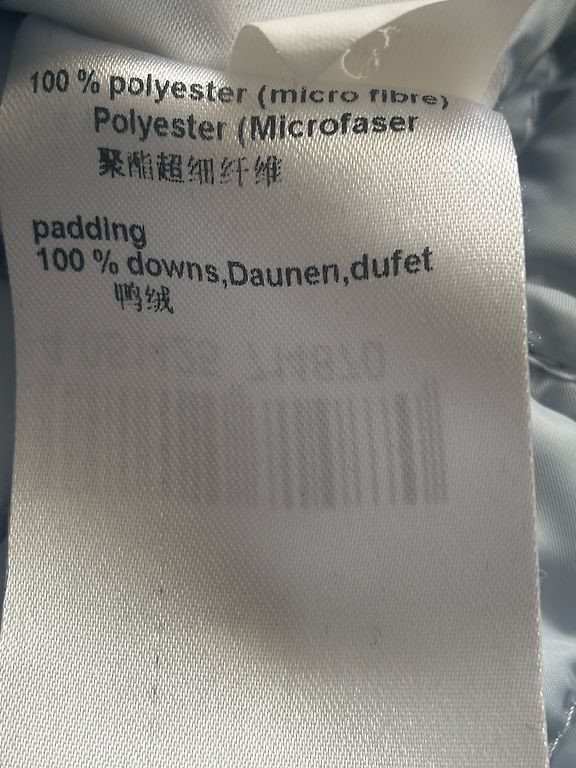 100 % polyester (micro fibre)
Polyester (Microfaser
聚酯超细纤维
padding
100 % downs,Daunen,dufet
鸭绒